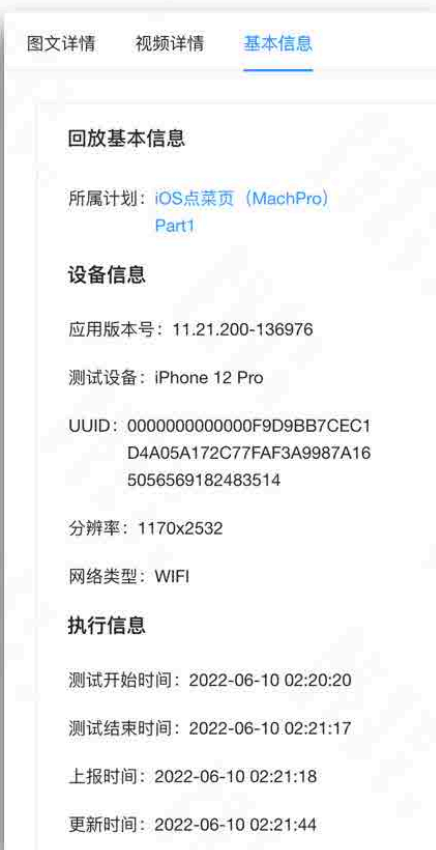 图文详情 视频详情 基本信息
回放基本信息
所属计划：iOS点菜页（MachPro）
Part1
设备信息
应用版本号：11.21.200-136976
测试设备：iPhone 12 Pro
UUID：0000000000000F9D9BB7CEC1
D4A05A172C77FAF3A9987A16
5056569182483514
分辨率：1170x2532
网络类型：WIFI
执行信息
测试开始时间：2022-06-10 02:20:20
测试结束时间：2022-06-10 02:21:17
上报时间：2022-06-10 02:21:18
更新时间：2022-06-10 02:21:44